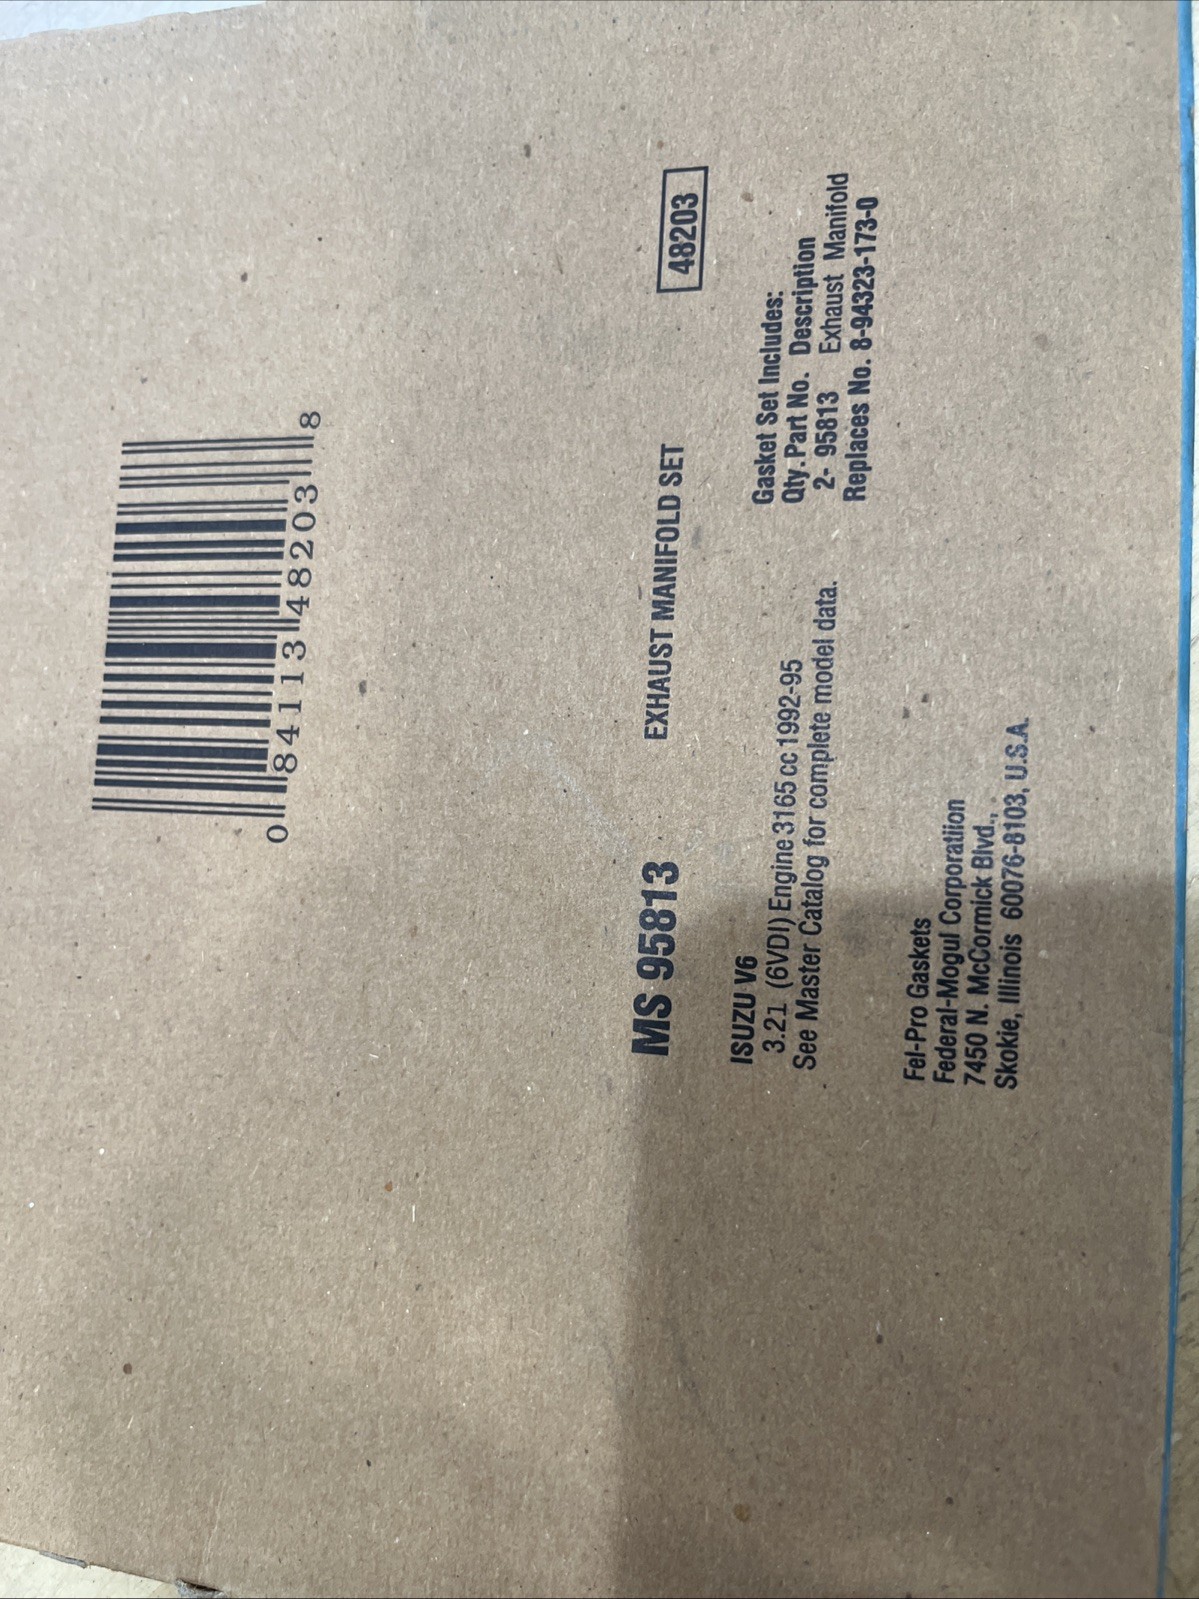 0 84113 48203 8
MS 95813 EXHAUST MANIFOLD SET 48203
ISUZU V6
3.21 (6VDI) Engine 3165 cc 1992-95
See Master Catalog for complete model data.
Gasket Set Includes:
Qty. Part No. Description
2- 95813 Exhaust Manifold
Replaces No. 8-94323-173-0
Fel-Pro Gaskets
Federal-Mogul Corporatiion
7450 N. McCormick Blvd.,
Skokie, Illinois 60076-8103, U.S.A.